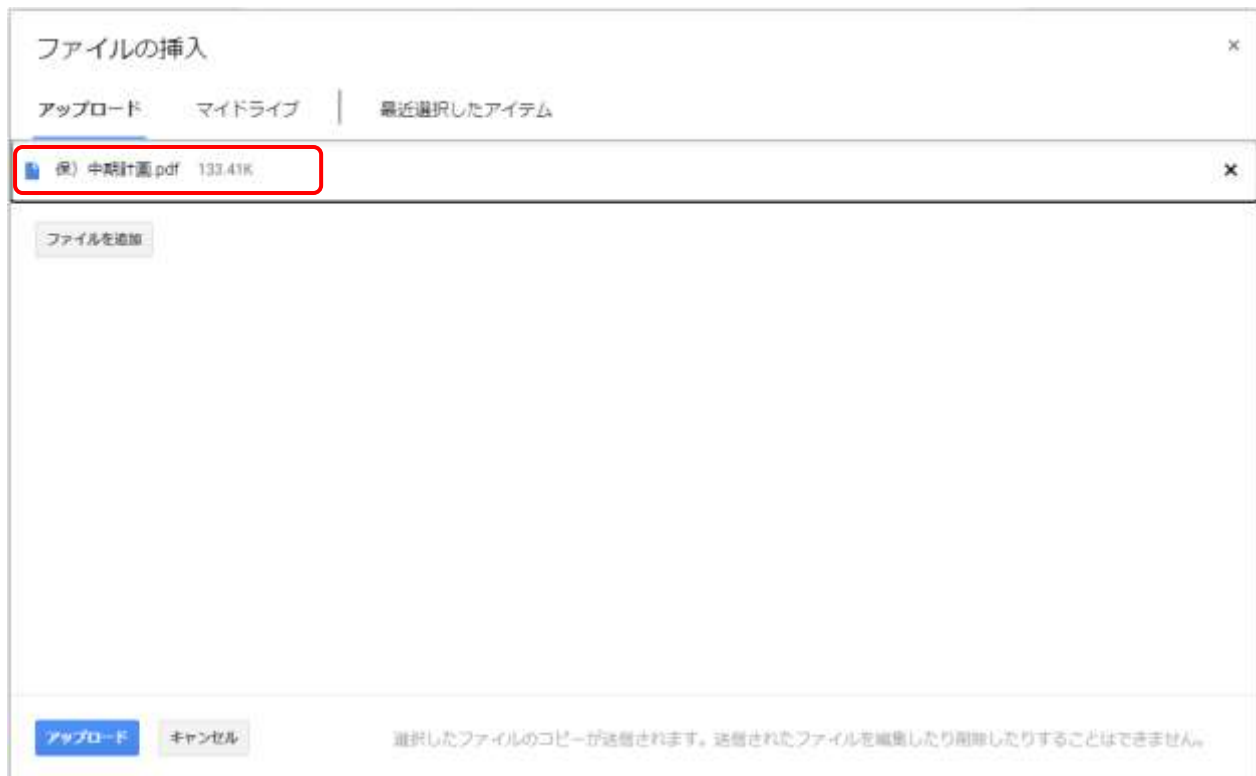 ファイルの挿入 ×
アップロード マイドライブ 最近選択したアイテム
保）中期計画.pdf 133.41K ×
ファイルを追加
アップロード キャンセル 選択したファイルのコピーが送信されます。送信されたファイルを編集したり削除したりすることはできません。